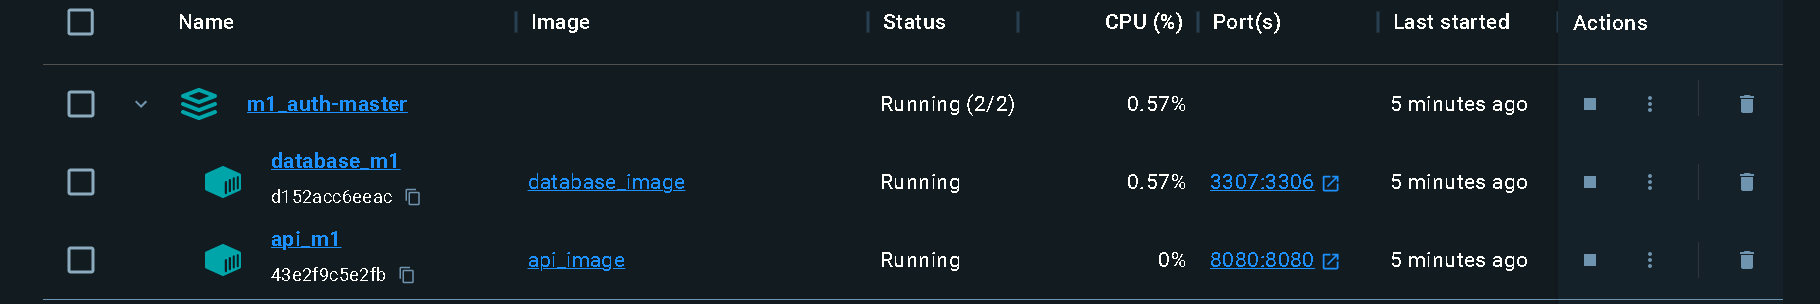 Name Image Status CPU (%) Port(s) Last started Actions
m1_auth-master Running (2/2) 0.57% 5 minutes ago
database_m1
d152acc6eeac database_image Running 0.57% 3307:3306 5 minutes ago
api_m1
43e2f9c5e2fb api_image Running 0% 8080:8080 5 minutes ago